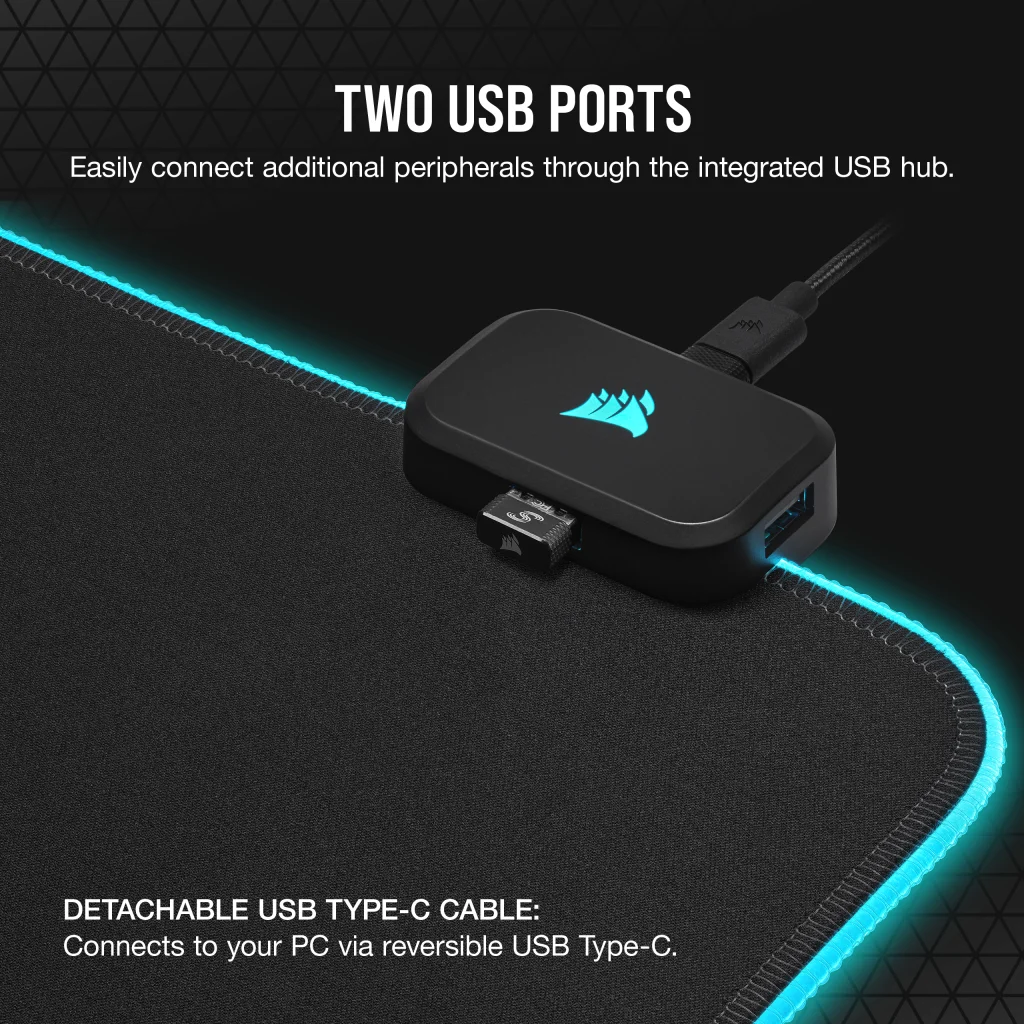 TWO USB PORTS
Easily connect additional peripherals through the integrated USB hub.
DETACHABLE USB TYPE-C CABLE:
Connects to your PC via reversible USB Type-C.